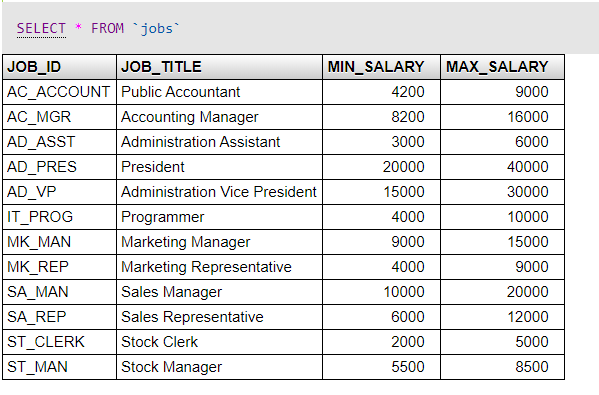 SELECT * FROM `jobs`
JOB_ID JOB_TITLE MIN_SALARY MAX_SALARY
AC_ACCOUNT Public Accountant 4200 9000
AC_MGR Accounting Manager 8200 16000
AD_ASST Administration Assistant 3000 6000
AD_PRES President 20000 40000
AD_VP Administration Vice President 15000 30000
IT_PROG Programmer 4000 10000
MK_MAN Marketing Manager 9000 15000
MK_REP Marketing Representative 4000 9000
SA_MAN Sales Manager 10000 20000
SA_REP Sales Representative 6000 12000
ST_CLERK Stock Clerk 2000 5000
ST_MAN Stock Manager 5500 8500